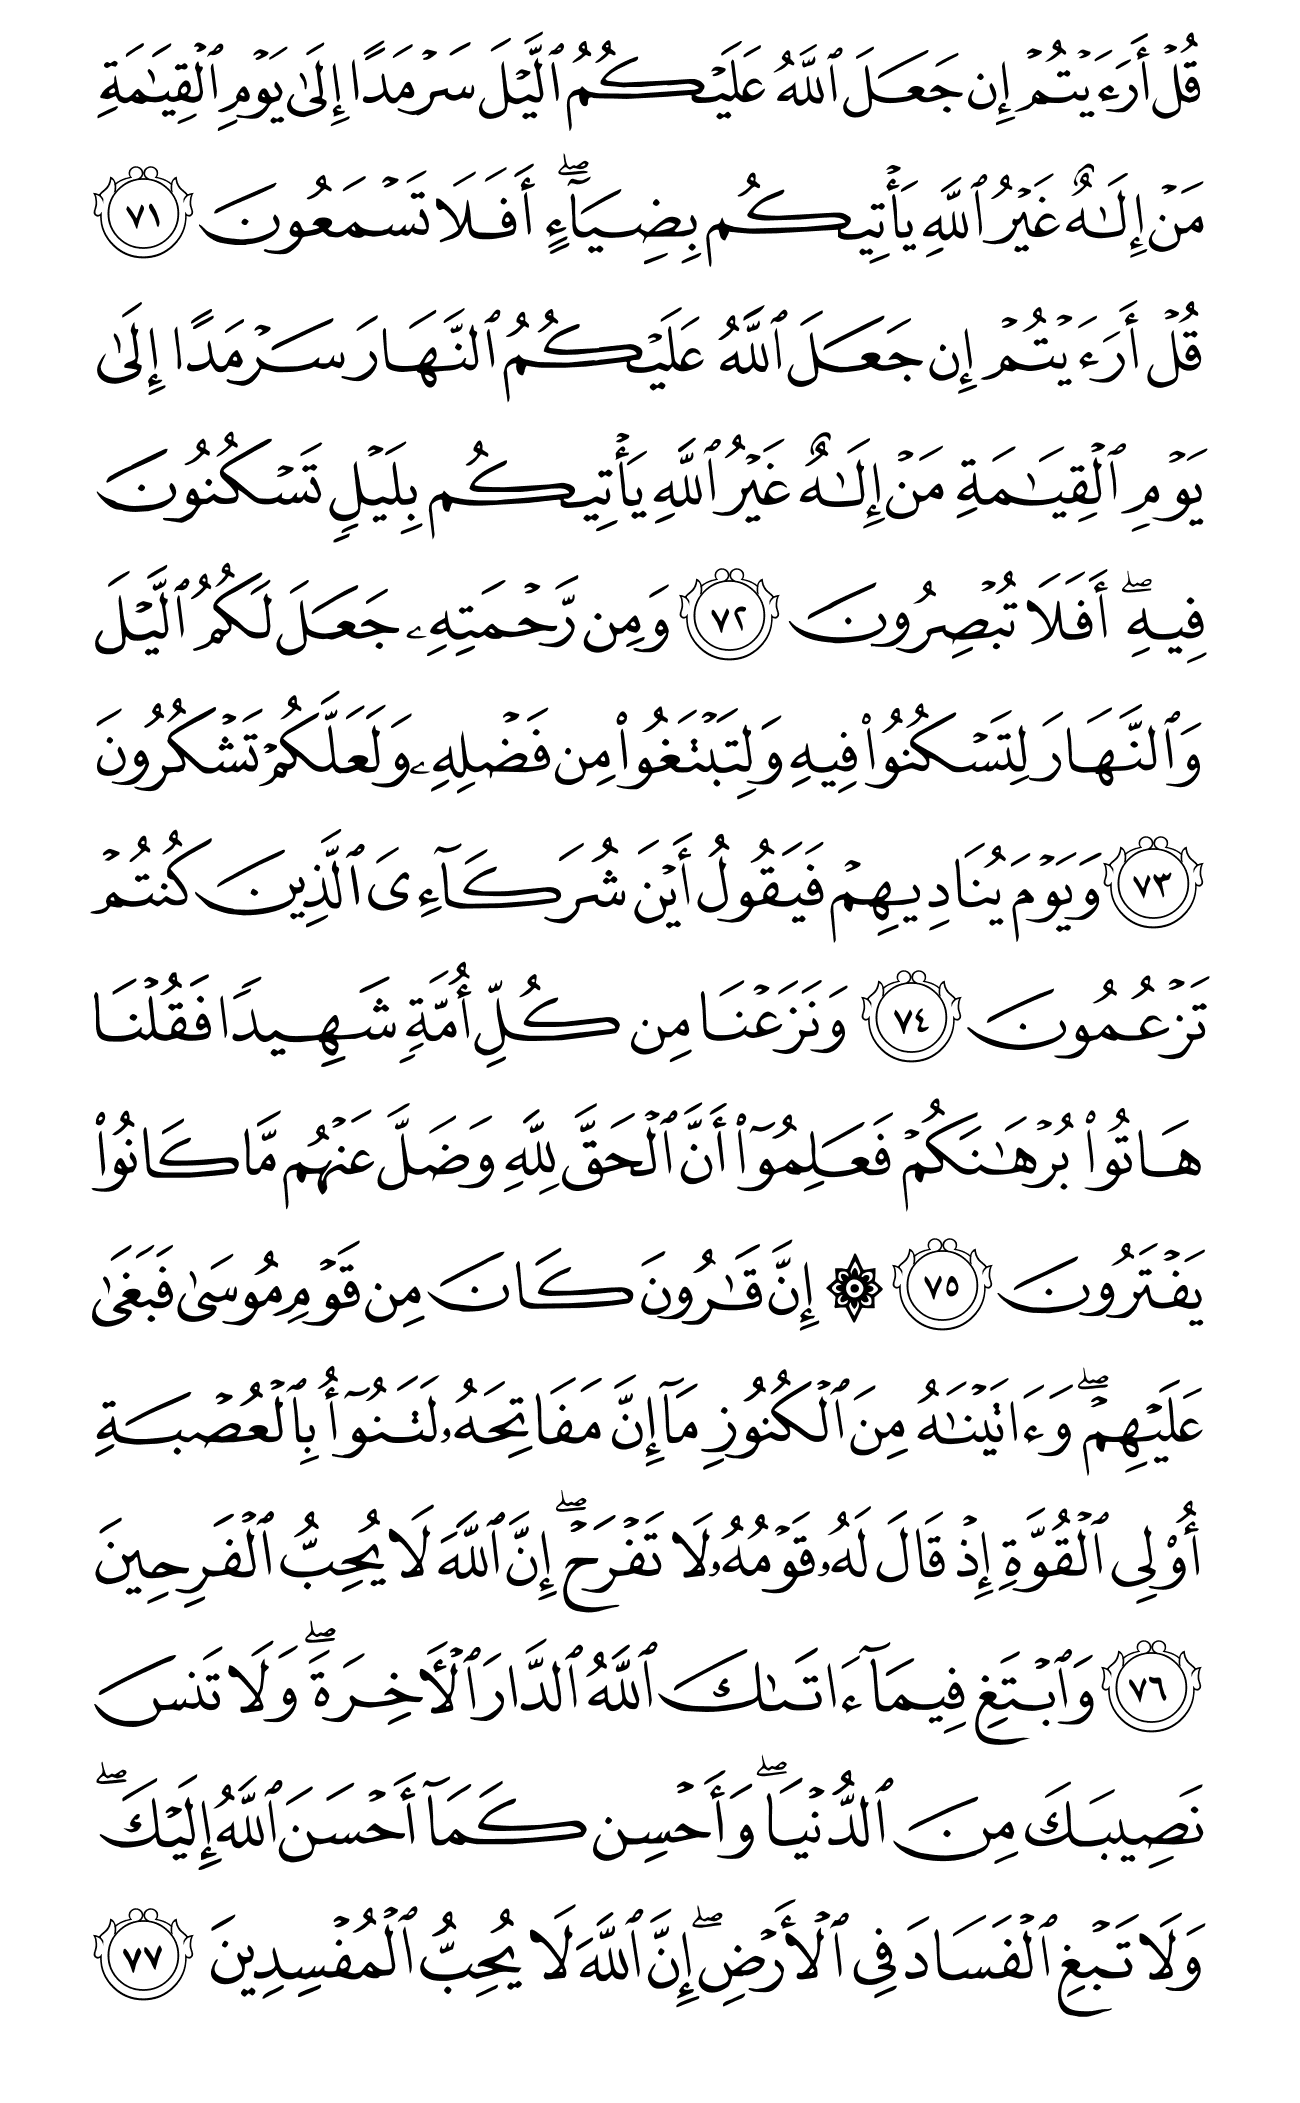 قُلۡ أَرَءَيۡتُمۡ إِن جَعَلَ ٱللَّهُ عَلَيۡكُمُ ٱلَّيۡلَ سَرۡمَدًا إِلَىٰ يَوۡمِ ٱلۡقِيَٰمَةِ
مَنۡ إِلَٰهٌ غَيۡرُ ٱللَّهِ يَأۡتِيكُم بِضِيَآءٍۖ أَفَلَا تَسۡمَعُونَ ٧١
قُلۡ أَرَءَيۡتُمۡ إِن جَعَلَ ٱللَّهُ عَلَيۡكُمُ ٱلنَّهَارَ سَرۡمَدًا إِلَىٰ
يَوۡمِ ٱلۡقِيَٰمَةِ مَنۡ إِلَٰهٌ غَيۡرُ ٱللَّهِ يَأۡتِيكُم بِلَيۡلٖ تَسۡكُنُونَ
فِيهِۖ أَفَلَا تُبۡصِرُونَ ٧٢ وَمِن رَّحۡمَتِهِۦ جَعَلَ لَكُمُ ٱلَّيۡلَ
وَٱلنَّهَارَ لِتَسۡكُنُواْ فِيهِ وَلِتَبۡتَغُواْ مِن فَضۡلِهِۦ وَلَعَلَّكُمۡ تَشۡكُرُونَ
٧٣ وَيَوۡمَ يُنَادِيهِمۡ فَيَقُولُ أَيۡنَ شُرَكَآءِيَ ٱلَّذِينَ كُنتُمۡ
تَزۡعُمُونَ ٧٤ وَنَزَعۡنَا مِن كُلِّ أُمَّةٖ شَهِيدٗا فَقُلۡنَا
هَاتُواْ بُرۡهَٰنَكُمۡ فَعَلِمُوٓاْ أَنَّ ٱلۡحَقَّ لِلَّهِ وَضَلَّ عَنۡهُم مَّا كَانُواْ
يَفۡتَرُونَ ٧٥ ۞ إِنَّ قَٰرُونَ كَانَ مِن قَوۡمِ مُوسَىٰ فَبَغَىٰ
عَلَيۡهِمۡۖ وَءَاتَيۡنَٰهُ مِنَ ٱلۡكُنُوزِ مَآ إِنَّ مَفَاتِحَهُۥ لَتَنُوٓأُ بِٱلۡعُصۡبَةِ
أُوْلِي ٱلۡقُوَّةِ إِذۡ قَالَ لَهُۥ قَوۡمُهُۥ لَا تَفۡرَحۡۖ إِنَّ ٱللَّهَ لَا يُحِبُّ ٱلۡفَرِحِينَ
٧٦ وَٱبۡتَغِ فِيمَآ ءَاتَىٰكَ ٱللَّهُ ٱلدَّارَ ٱلۡأٓخِرَةَۖ وَلَا تَنسَ
نَصِيبَكَ مِنَ ٱلدُّنۡيَاۖ وَأَحۡسِن كَمَآ أَحۡسَنَ ٱللَّهُ إِلَيۡكَۖ
وَلَا تَبۡغِ ٱلۡفَسَادَ فِي ٱلۡأَرۡضِۖ إِنَّ ٱللَّهَ لَا يُحِبُّ ٱلۡمُفۡسِدِينَ ٧٧